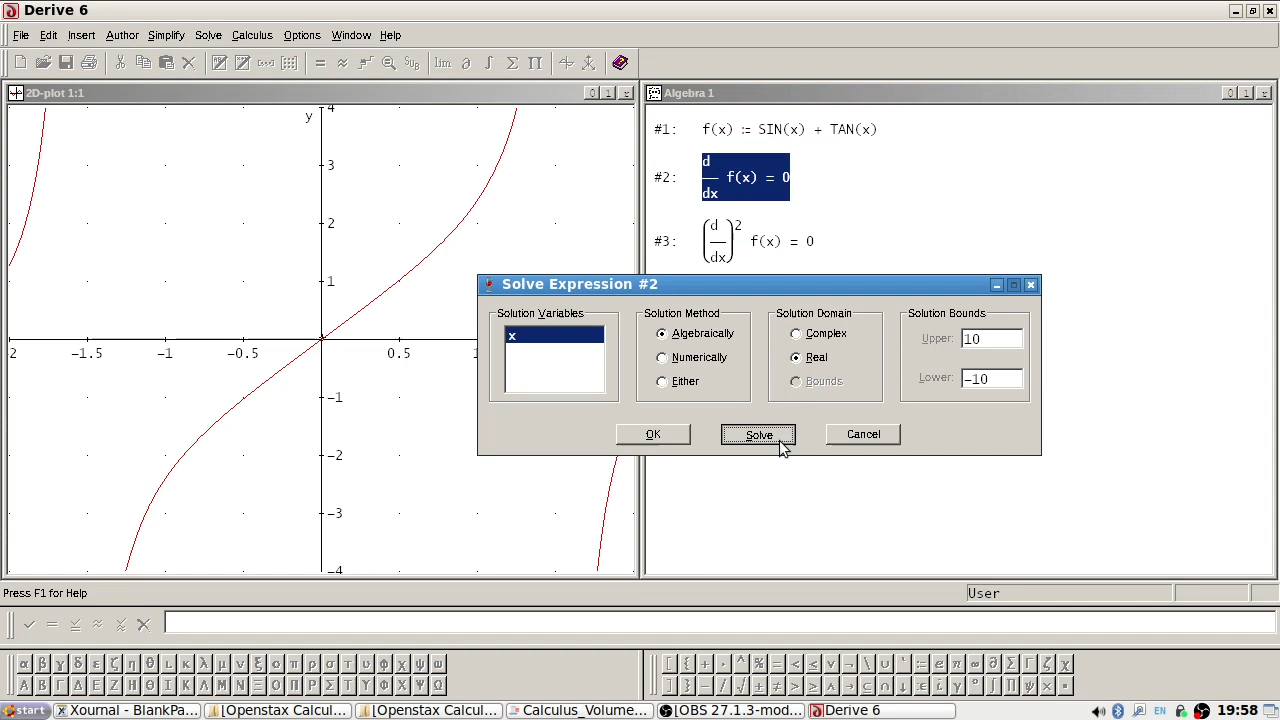 Derive 6
File Edit Insert Author Simplify Solve Calculus Options Window Help
lim ∂ ∫ ∑ ∏
2D-plot 1:1
Algebra 1
y
4
3
2
1
-1
-2
-3
-4
2 -1.5 -1 -0.5 0.5 1
#1: f(x) := SIN(x) + TAN(x)
#2: d
— f(x) = 0
dx
#3: (d)2
— f(x) = 0
dx
Solve Expression #2
Solution Variables
x
Solution Method
Algebraically
Numerically
Either
Solution Domain
Complex
Real
Bounds
Solution Bounds
Upper: 10
Lower: -10
OK Solve Cancel
Press F1 for Help
User
α β γ δ ε ζ η θ ι κ λ μ ν ξ ο π ρ σ τ υ φ χ ψ ω
Α Β Γ Δ Ε Ζ Η Θ Ι Κ Λ Μ Ν Ξ Ο Π Ρ Σ Τ Υ Φ Χ Ψ Ω
start Xournal - BlankPa... [Openstax Calcul... [Openstax Calcul... Calculus_Volume... [OBS 27.1.3-mod... Derive 6 EN 19:58